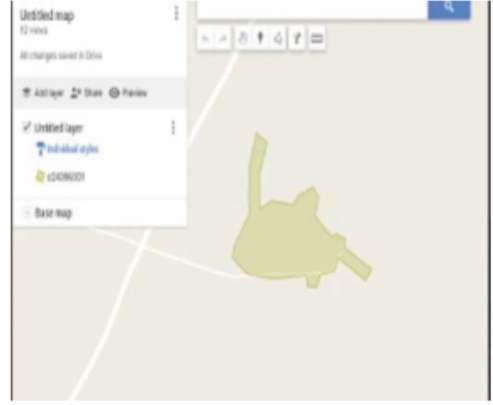 Untitled map
12 views
All changes saved in Drive
Add layer Share Preview
Untitled layer
Individual styles
Base map